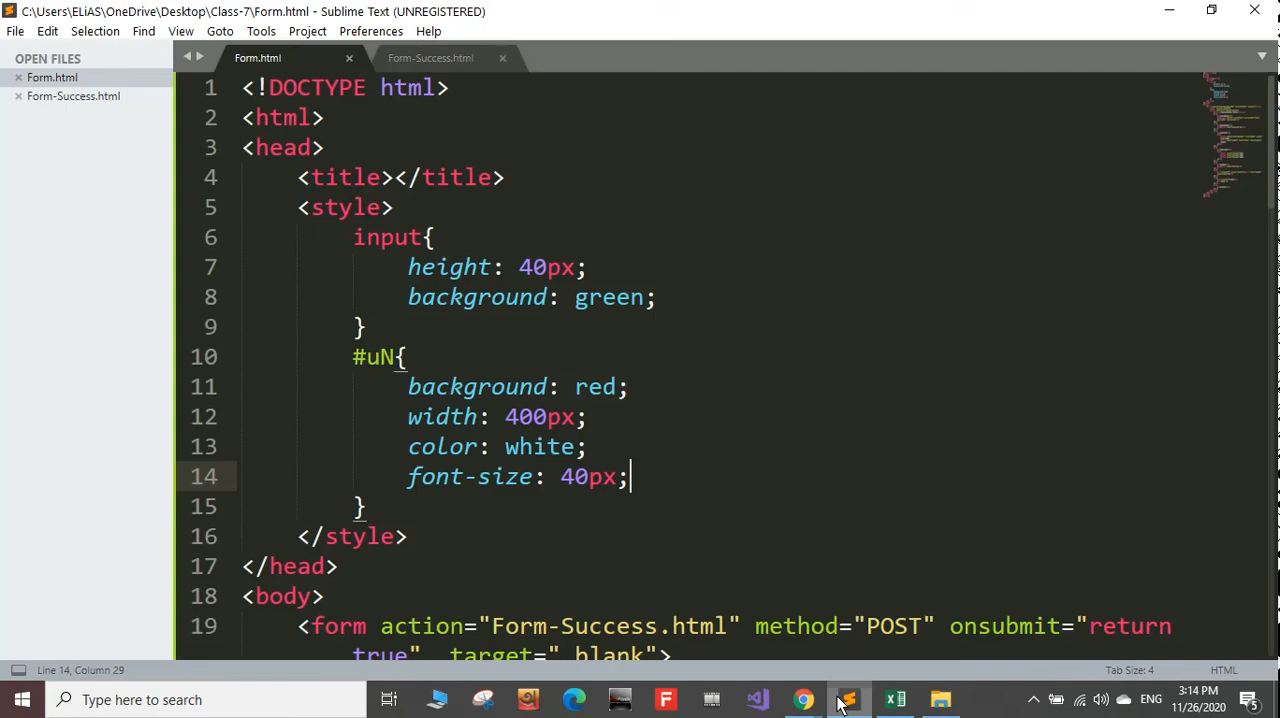 C:\Users\ELiAS\OneDrive\Desktop\Class-7\Form.html - Sublime Text (UNREGISTERED)
File Edit Selection Find View Goto Tools Project Preferences Help
OPEN FILES
Form.html
Form-Success.html
Form.html
Form-Success.html
1 <!DOCTYPE html>
2 <html>
3 <head>
4 <title></title>
5 <style>
6 input{
7 height: 40px;
8 background: green;
9 }
10 #uN{
11 background: red;
12 width: 400px;
13 color: white;
14 font-size: 40px;
15 }
16 </style>
17 </head>
18 <body>
19 <form action="Form-Success.html" method="POST" onsubmit="return
true" target="_blank">
Line 14, Column 29
Tab Size: 4
HTML
Type here to search
ENG
3:14 PM
11/26/2020
5